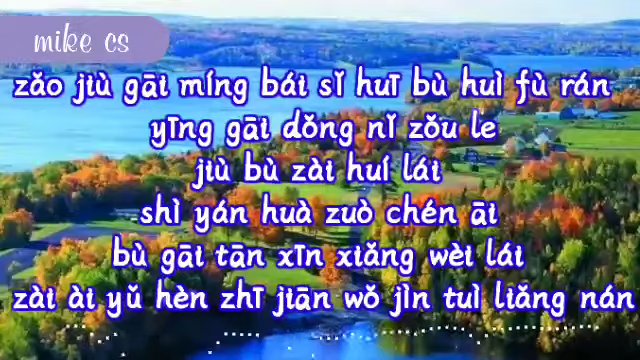 mike cs
zǎo jiù gāi míng bái sǐ huī bù huì fù rán
yīng gāi dǒng nǐ zǒu le
jiù bù zài huí lái
shì yán huà zuò chén āi
bù gāi tān xīn xiǎng wèi lái
zài ài yǔ hèn zhī jiān wǒ jìn tuì liǎng nán